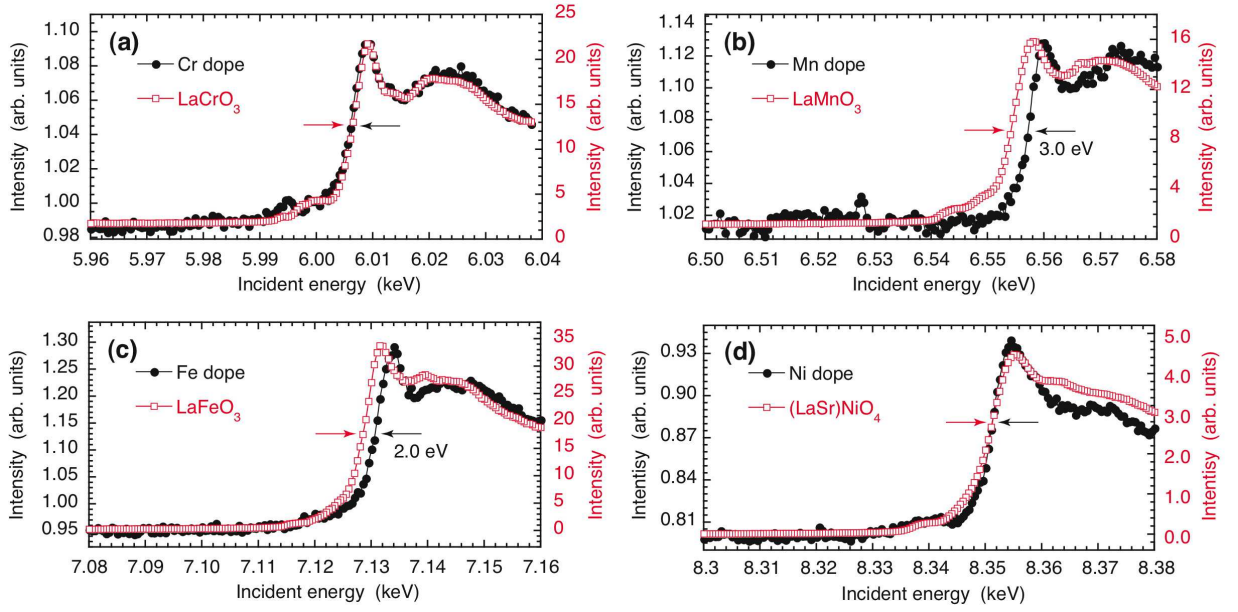 (a)
Cr dope
LaCrO3
Intensity (arb. units)
1.10
1.08
1.06
1.04
1.02
1.00
0.98
25
20
15
10
5
0
Intensity (arb. units)
5.96 5.97 5.98 5.99 6.00 6.01 6.02 6.03 6.04
Incident energy (keV)
(b)
Mn dope
LaMnO3
3.0 eV
Intensity (arb. units)
1.14
1.12
1.10
1.08
1.06
1.04
1.02
16
12
8
4
0
Intensity (arb. units)
6.50 6.51 6.52 6.53 6.54 6.55 6.56 6.57 6.58
Incident energy (keV)
(c)
Fe dope
LaFeO3
2.0 eV
Intensity (arb. units)
1.30
1.25
1.20
1.15
1.10
1.05
1.00
0.95
35
30
25
20
15
10
5
0
Intensity (arb. units)
7.08 7.09 7.10 7.11 7.12 7.13 7.14 7.15 7.16
Incident energy (keV)
(d)
Ni dope
(LaSr)NiO4
Intentisy (arb. units)
0.93
0.90
0.87
0.84
0.81
5.0
4.0
3.0
2.0
1.0
0.0
Intensity (arb. units)
8.3 8.31 8.32 8.33 8.34 8.35 8.36 8.37 8.38
Incident energy (keV)